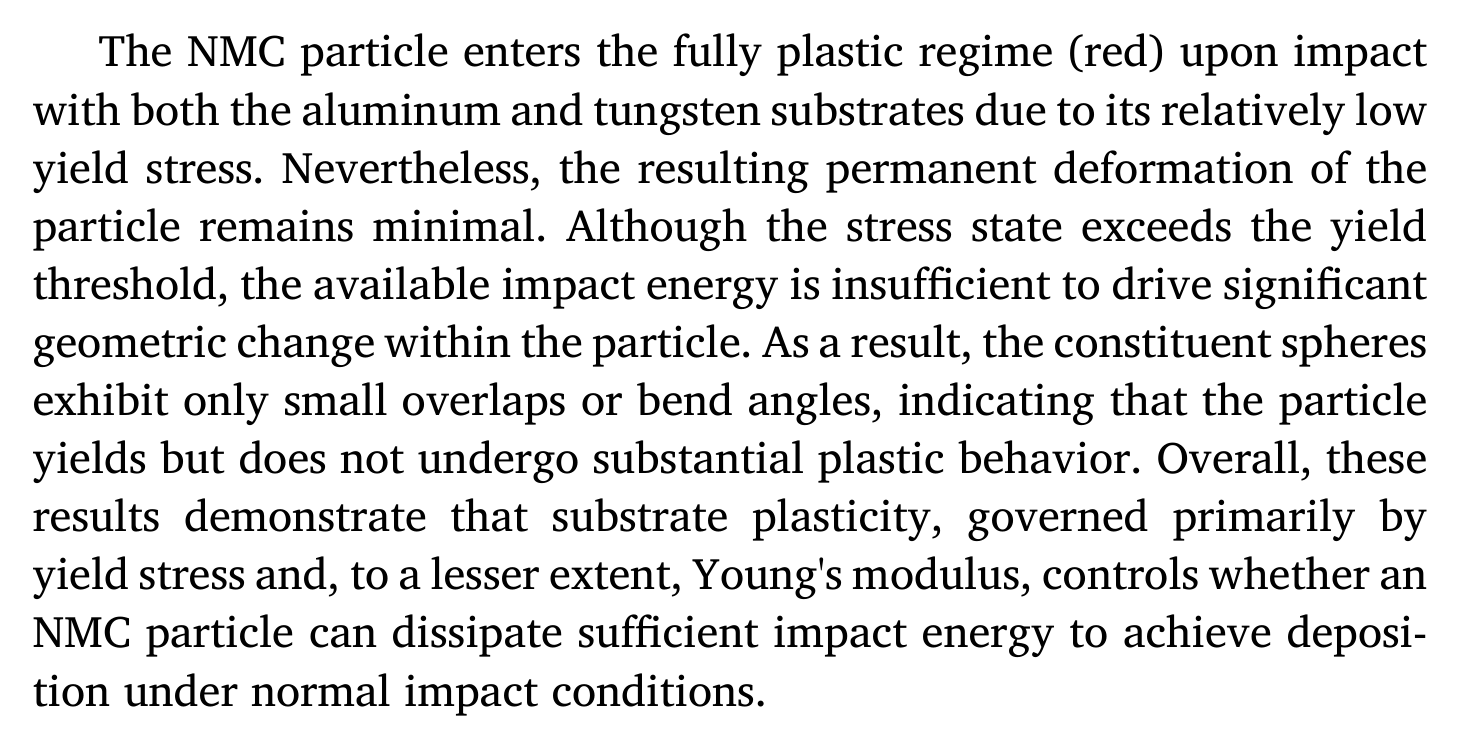 The NMC particle enters the fully plastic regime (red) upon impact
with both the aluminum and tungsten substrates due to its relatively low
yield stress. Nevertheless, the resulting permanent deformation of the
particle remains minimal. Although the stress state exceeds the yield
threshold, the available impact energy is insufficient to drive significant
geometric change within the particle. As a result, the constituent spheres
exhibit only small overlaps or bend angles, indicating that the particle
yields but does not undergo substantial plastic behavior. Overall, these
results demonstrate that substrate plasticity, governed primarily by
yield stress and, to a lesser extent, Young's modulus, controls whether an
NMC particle can dissipate sufficient impact energy to achieve deposi-
tion under normal impact conditions.